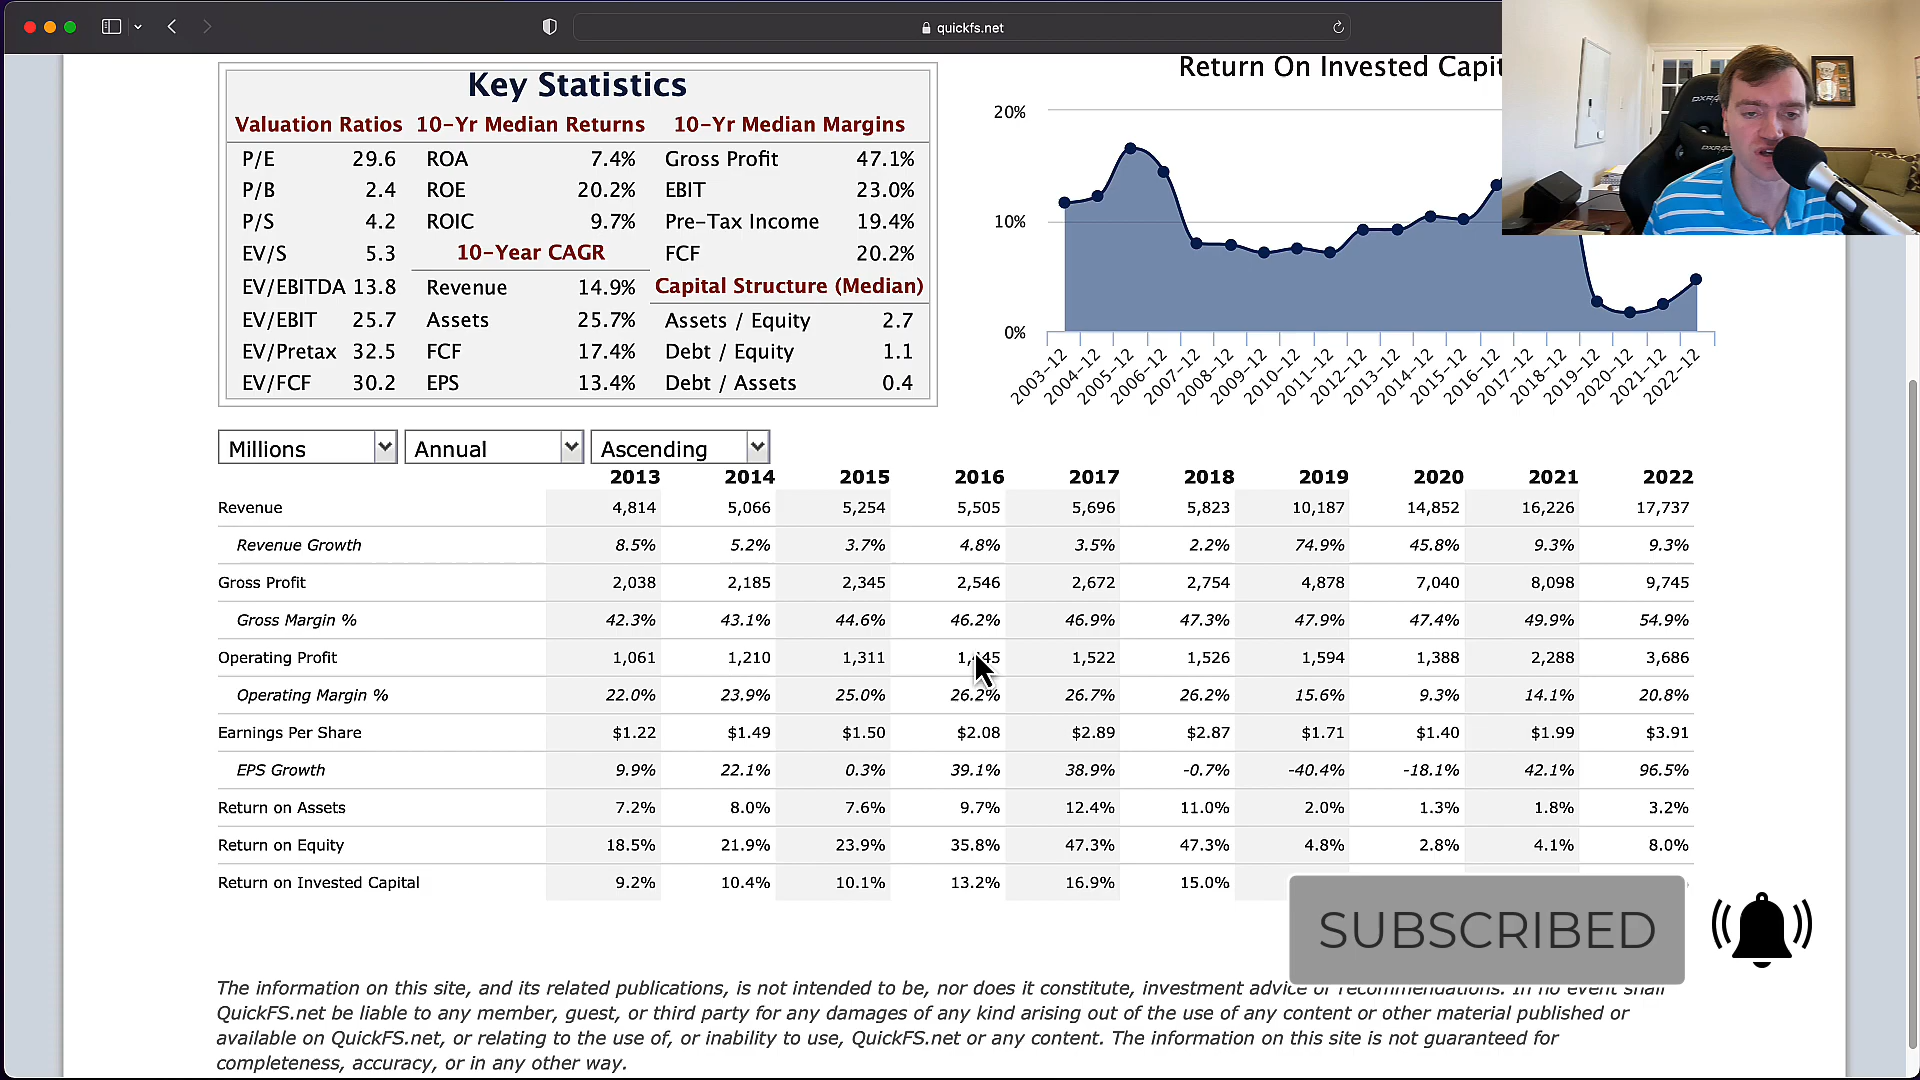 quickfs.net
Key Statistics
Valuation Ratios 10-Yr Median Returns 10-Yr Median Margins
P/E 29.6 ROA 7.4% Gross Profit 47.1%
P/B 2.4 ROE 20.2% EBIT 23.0%
P/S 4.2 ROIC 9.7% Pre-Tax Income 19.4%
EV/S 5.3 10-Year CAGR FCF 20.2%
EV/EBITDA 13.8 Revenue 14.9% Capital Structure (Median)
EV/EBIT 25.7 Assets 25.7% Assets / Equity 2.7
EV/Pretax 32.5 FCF 17.4% Debt / Equity 1.1
EV/FCF 30.2 EPS 13.4% Debt / Assets 0.4
Return On Invested Capit
20%
10%
0%
2003-12 2004-12 2005-12 2006-12 2007-12 2008-12 2009-12 2010-12 2011-12 2012-12 2013-12 2014-12 2015-12 2016-12 2017-12 2018-12 2019-12 2020-12 2021-12 2022-12
Millions Annual Ascending
2013 2014 2015 2016 2017 2018 2019 2020 2021 2022
Revenue 4,814 5,066 5,254 5,505 5,696 5,823 10,187 14,852 16,226 17,737
Revenue Growth 8.5% 5.2% 3.7% 4.8% 3.5% 2.2% 74.9% 45.8% 9.3% 9.3%
Gross Profit 2,038 2,185 2,345 2,546 2,672 2,754 4,878 7,040 8,098 9,745
Gross Margin % 42.3% 43.1% 44.6% 46.2% 46.9% 47.3% 47.9% 47.4% 49.9% 54.9%
Operating Profit 1,061 1,210 1,311 1,522 1,526 1,594 1,388 2,288 3,686
Operating Margin % 22.0% 23.9% 25.0% 26.2% 26.7% 26.2% 15.6% 9.3% 14.1% 20.8%
Earnings Per Share $1.22 $1.49 $1.50 $2.08 $2.89 $2.87 $1.71 $1.40 $1.99 $3.91
EPS Growth 9.9% 22.1% 0.3% 39.1% 38.9% -0.7% -40.4% -18.1% 42.1% 96.5%
Return on Assets 7.2% 8.0% 7.6% 9.7% 12.4% 11.0% 2.0% 1.3% 1.8% 3.2%
Return on Equity 18.5% 21.9% 23.9% 35.8% 47.3% 47.3% 4.8% 2.8% 4.1% 8.0%
Return on Invested Capital 9.2% 10.4% 10.1% 13.2% 16.9% 15.0%
SUBSCRIBED
The information on this site, and its related publications, is not intended to be, nor does it constitute, investment advice or recommendations. In no event shall
QuickFS.net be liable to any member, guest, or third party for any damages of any kind arising out of the use of any content or other material published or
available on QuickFS.net, or relating to the use of, or inability to use, QuickFS.net or any content. The information on this site is not guaranteed for
completeness, accuracy, or in any other way.